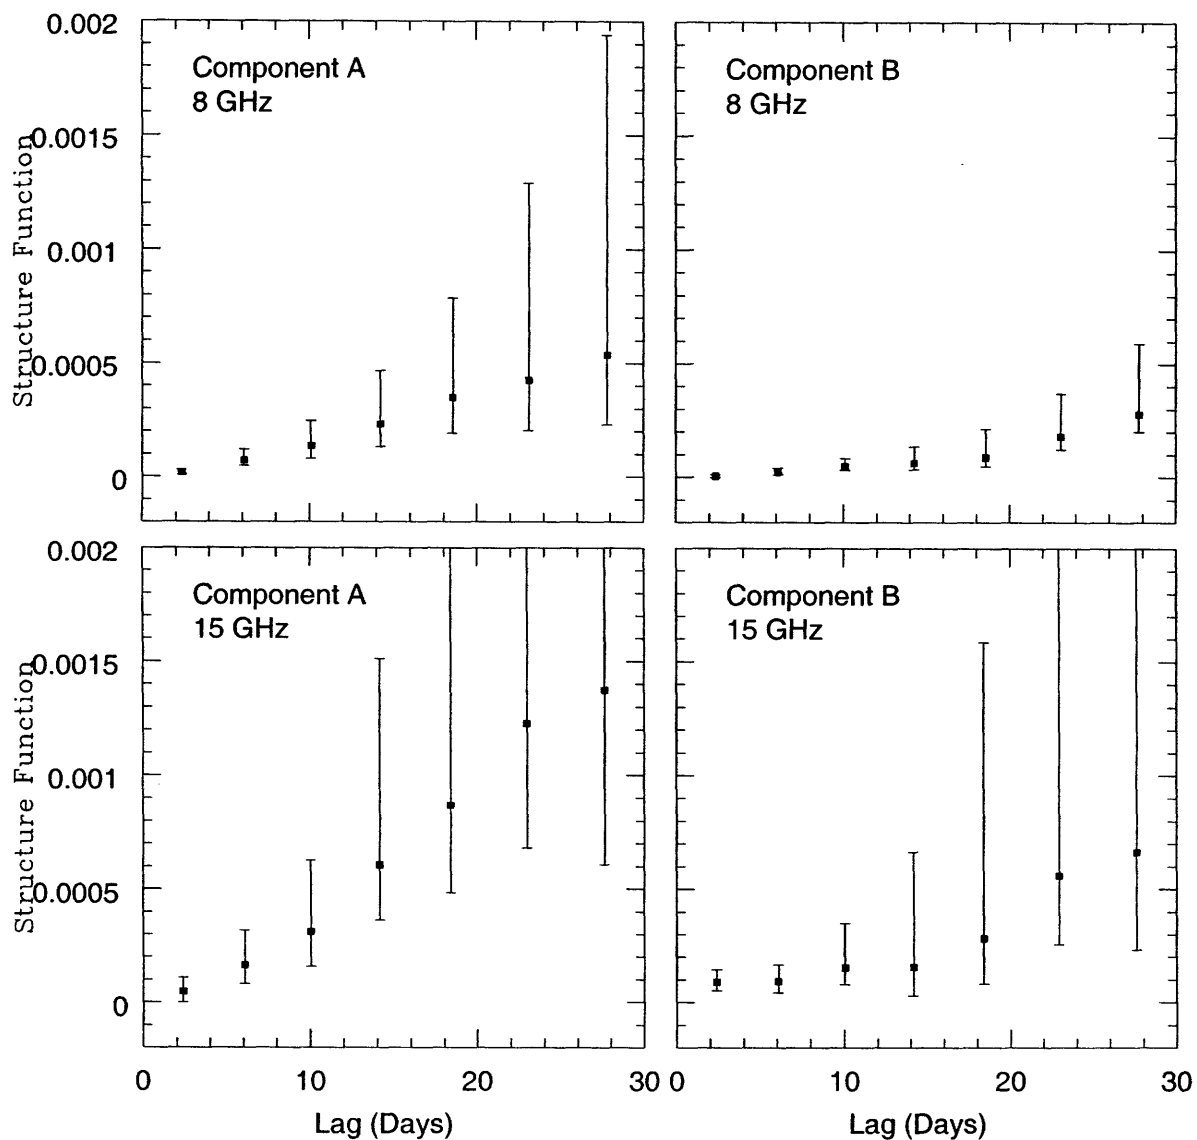 0.002
Component A
8 GHz
0.0015
0.001
0.0005
0
Structure Function
Component B
8 GHz
0.002
Component A
15 GHz
0.0015
0.001
0.0005
0
Structure Function
0
10
20
30
Lag (Days)
Component B
15 GHz
0
10
20
30
Lag (Days)